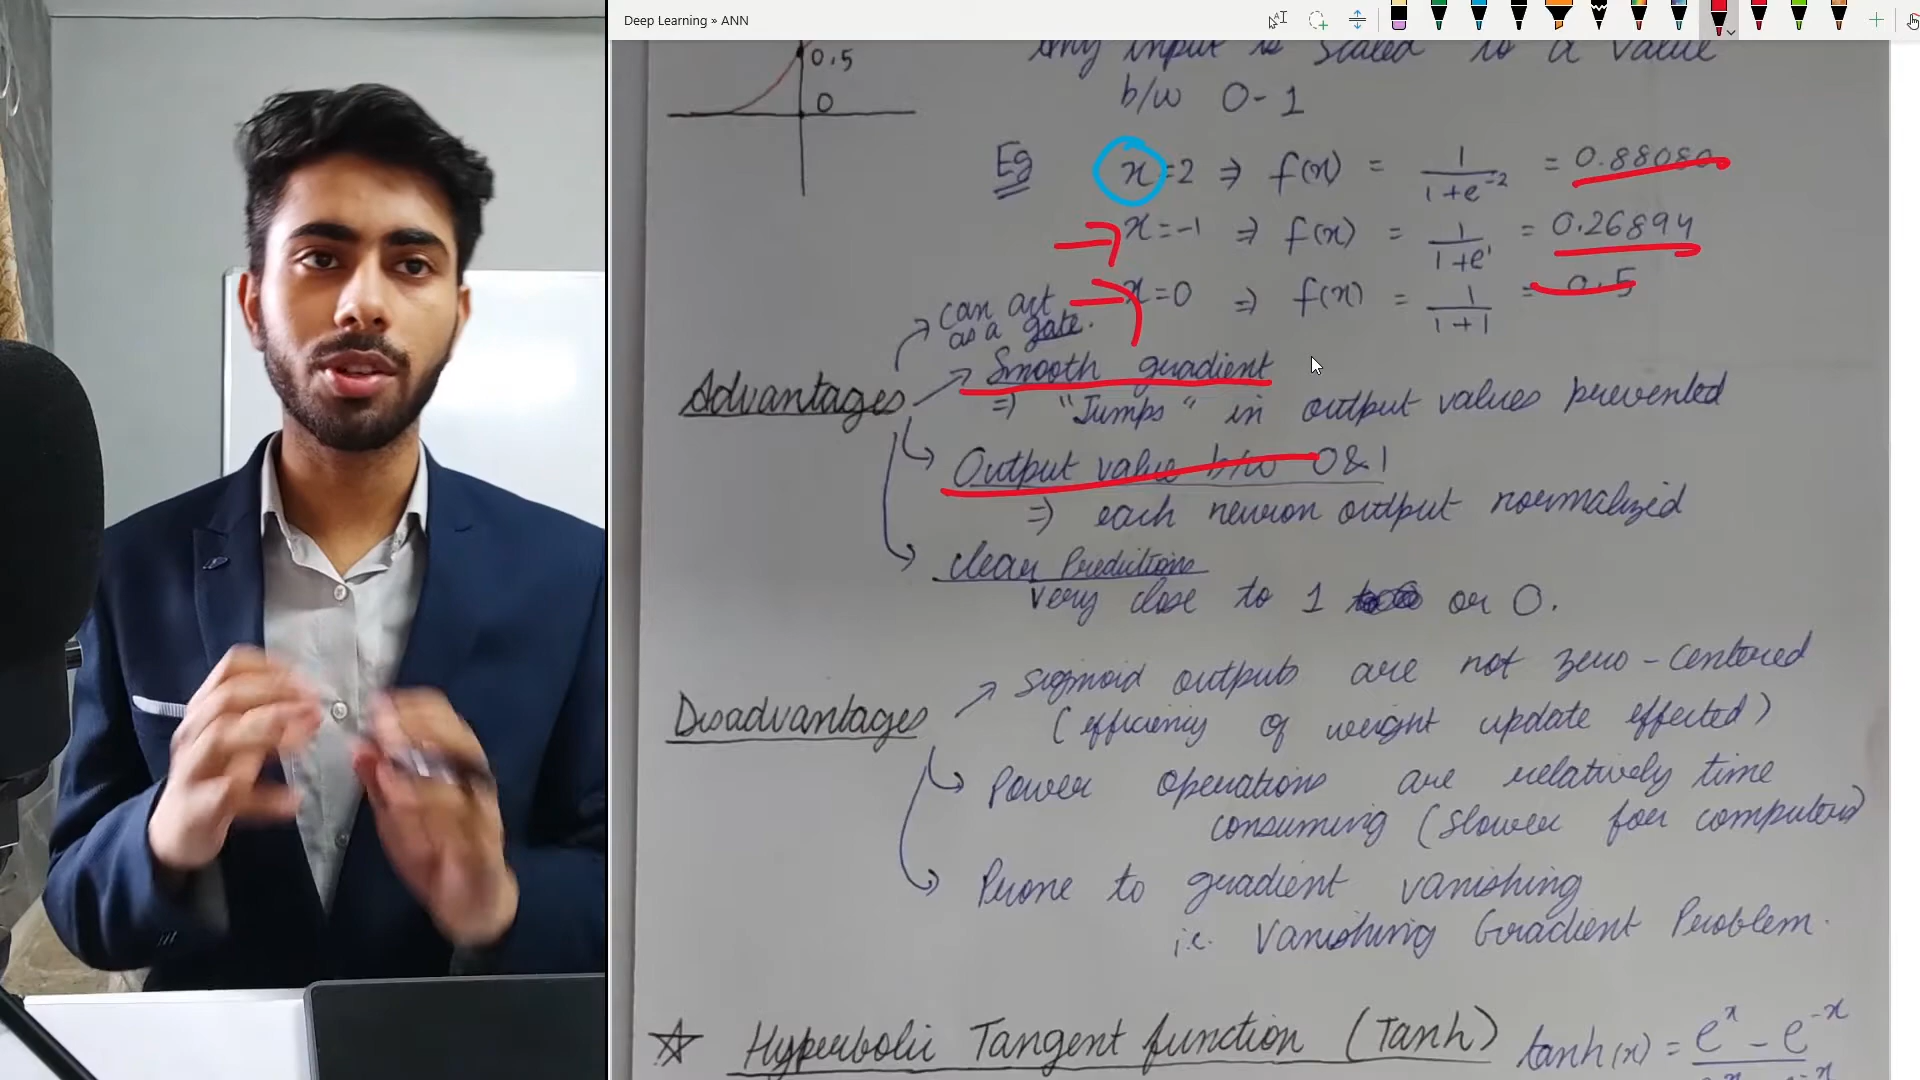 Deep Learning » ANN
0.5
0
Any input is scaled to a value
b/w 0-1
Eg x=2 ⇒ f(x) = 1/1+e^-2 = 0.88080
x=-1 ⇒ f(x) = 1/1+e^1 = 0.26894
x=0 ⇒ f(x) = 1/1+1 = 0.5
can act
as a gate.
Advantages
Smooth gradient
⇒ "Jumps" in output values prevented
Output value b/w 0&1
⇒ each neuron output normalized
Clear Predictions
very close to 1 or 0.
Disadvantages
Sigmoid outputs are not zero-centered
(efficiency of weight update effected)
Power operations are relatively time
consuming (slower for computers)
Prone to gradient vanishing
i.e. Vanishing Gradient Problem.
☆ Hyperbolic Tangent function (Tanh) tanh(x) = e^x - e^-x